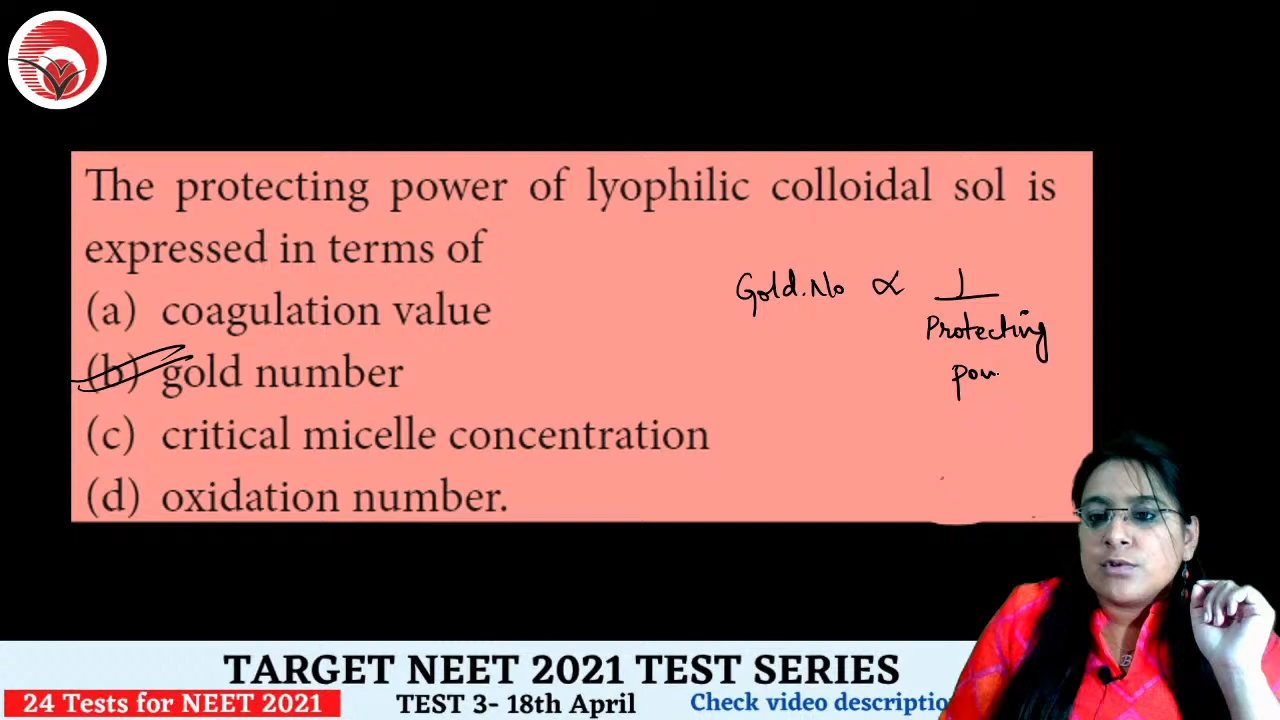 The protecting power of lyophilic colloidal sol is
expressed in terms of
(a) coagulation value
(b) gold number
(c) critical micelle concentration
(d) oxidation number.
Gold.No ∝ 1
Protecting
pow
TARGET NEET 2021 TEST SERIES
24 Tests for NEET 2021
TEST 3- 18th April
Check video descriptio